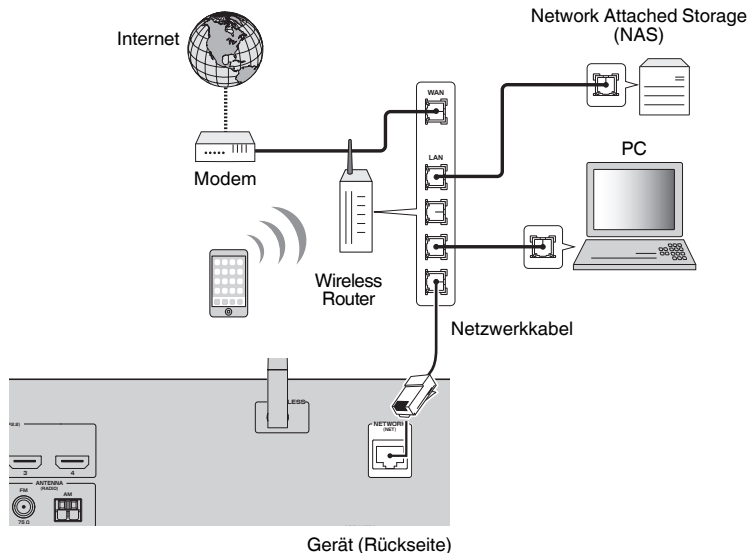 Internet
Network Attached Storage
(NAS)
WAN
Modem
LAN
PC
Wireless
Router
Netzwerkkabel
LESS
NETWORK
(NET)
3
4
ANTENNA
(RADIO)
FM
AM
75 Ω
Gerät (Rückseite)